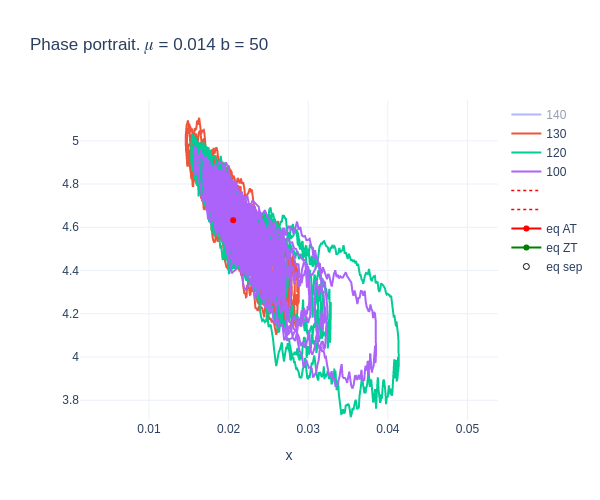 Phase portrait. μ = 0.014 b = 50
5
4.8
4.6
4.4
4.2
4
3.8
0.01 0.02 0.03 0.04 0.05
x
140
130
120
100
eq AT
eq ZT
eq sep